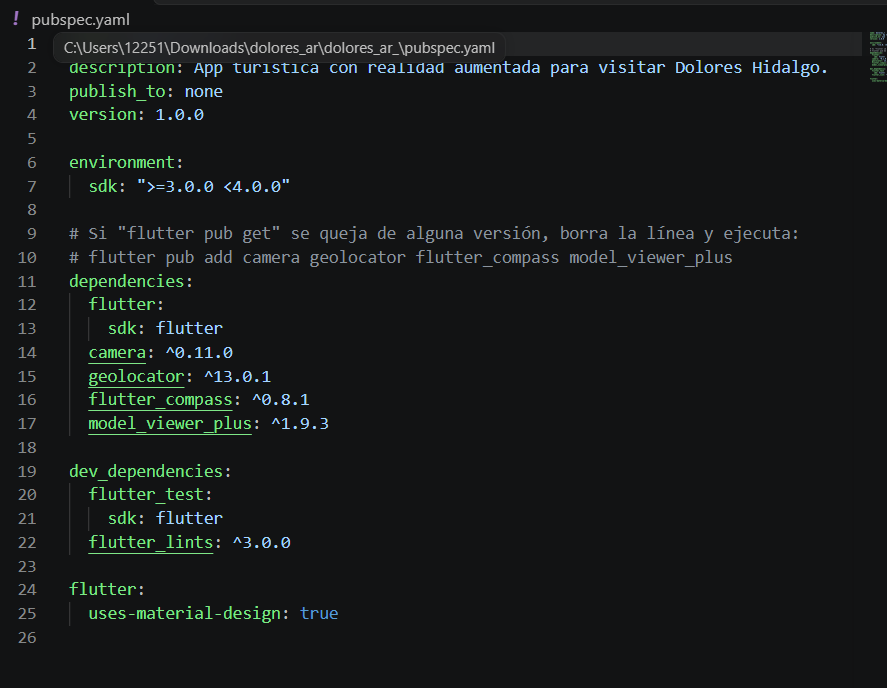 ! pubspec.yaml
1
C:\Users\12251\Downloads\dolores_ar\dolores_ar_\pubspec.yaml
2 description: App turística con realidad aumentada para visitar Dolores Hidalgo.
3 publish_to: none
4 version: 1.0.0
5
6 environment:
7 sdk: ">=3.0.0 <4.0.0"
8
9 # Si "flutter pub get" se queja de alguna versión, borra la línea y ejecuta:
10 # flutter pub add camera geolocator flutter_compass model_viewer_plus
11 dependencies:
12 flutter:
13 sdk: flutter
14 camera: ^0.11.0
15 geolocator: ^13.0.1
16 flutter_compass: ^0.8.1
17 model_viewer_plus: ^1.9.3
18
19 dev_dependencies:
20 flutter_test:
21 sdk: flutter
22 flutter_lints: ^3.0.0
23
24 flutter:
25 uses-material-design: true
26